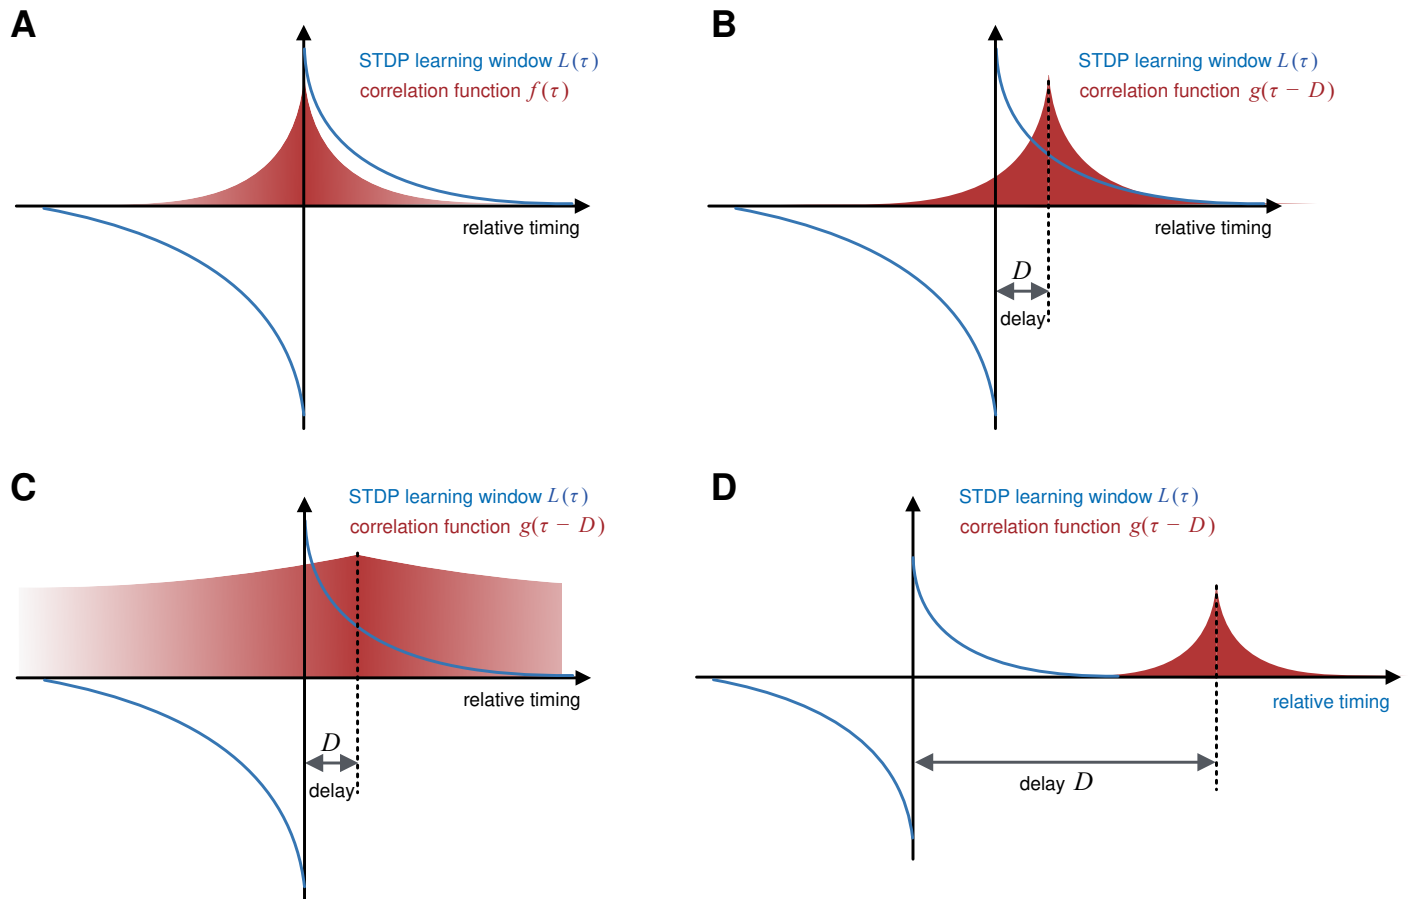 A
STDP learning window L(τ)
correlation function f(τ)
relative timing
B
STDP learning window L(τ)
correlation function g(τ − D)
relative timing
D
delay
C
STDP learning window L(τ)
correlation function g(τ − D)
relative timing
D
delay
D
STDP learning window L(τ)
correlation function g(τ − D)
relative timing
delay D